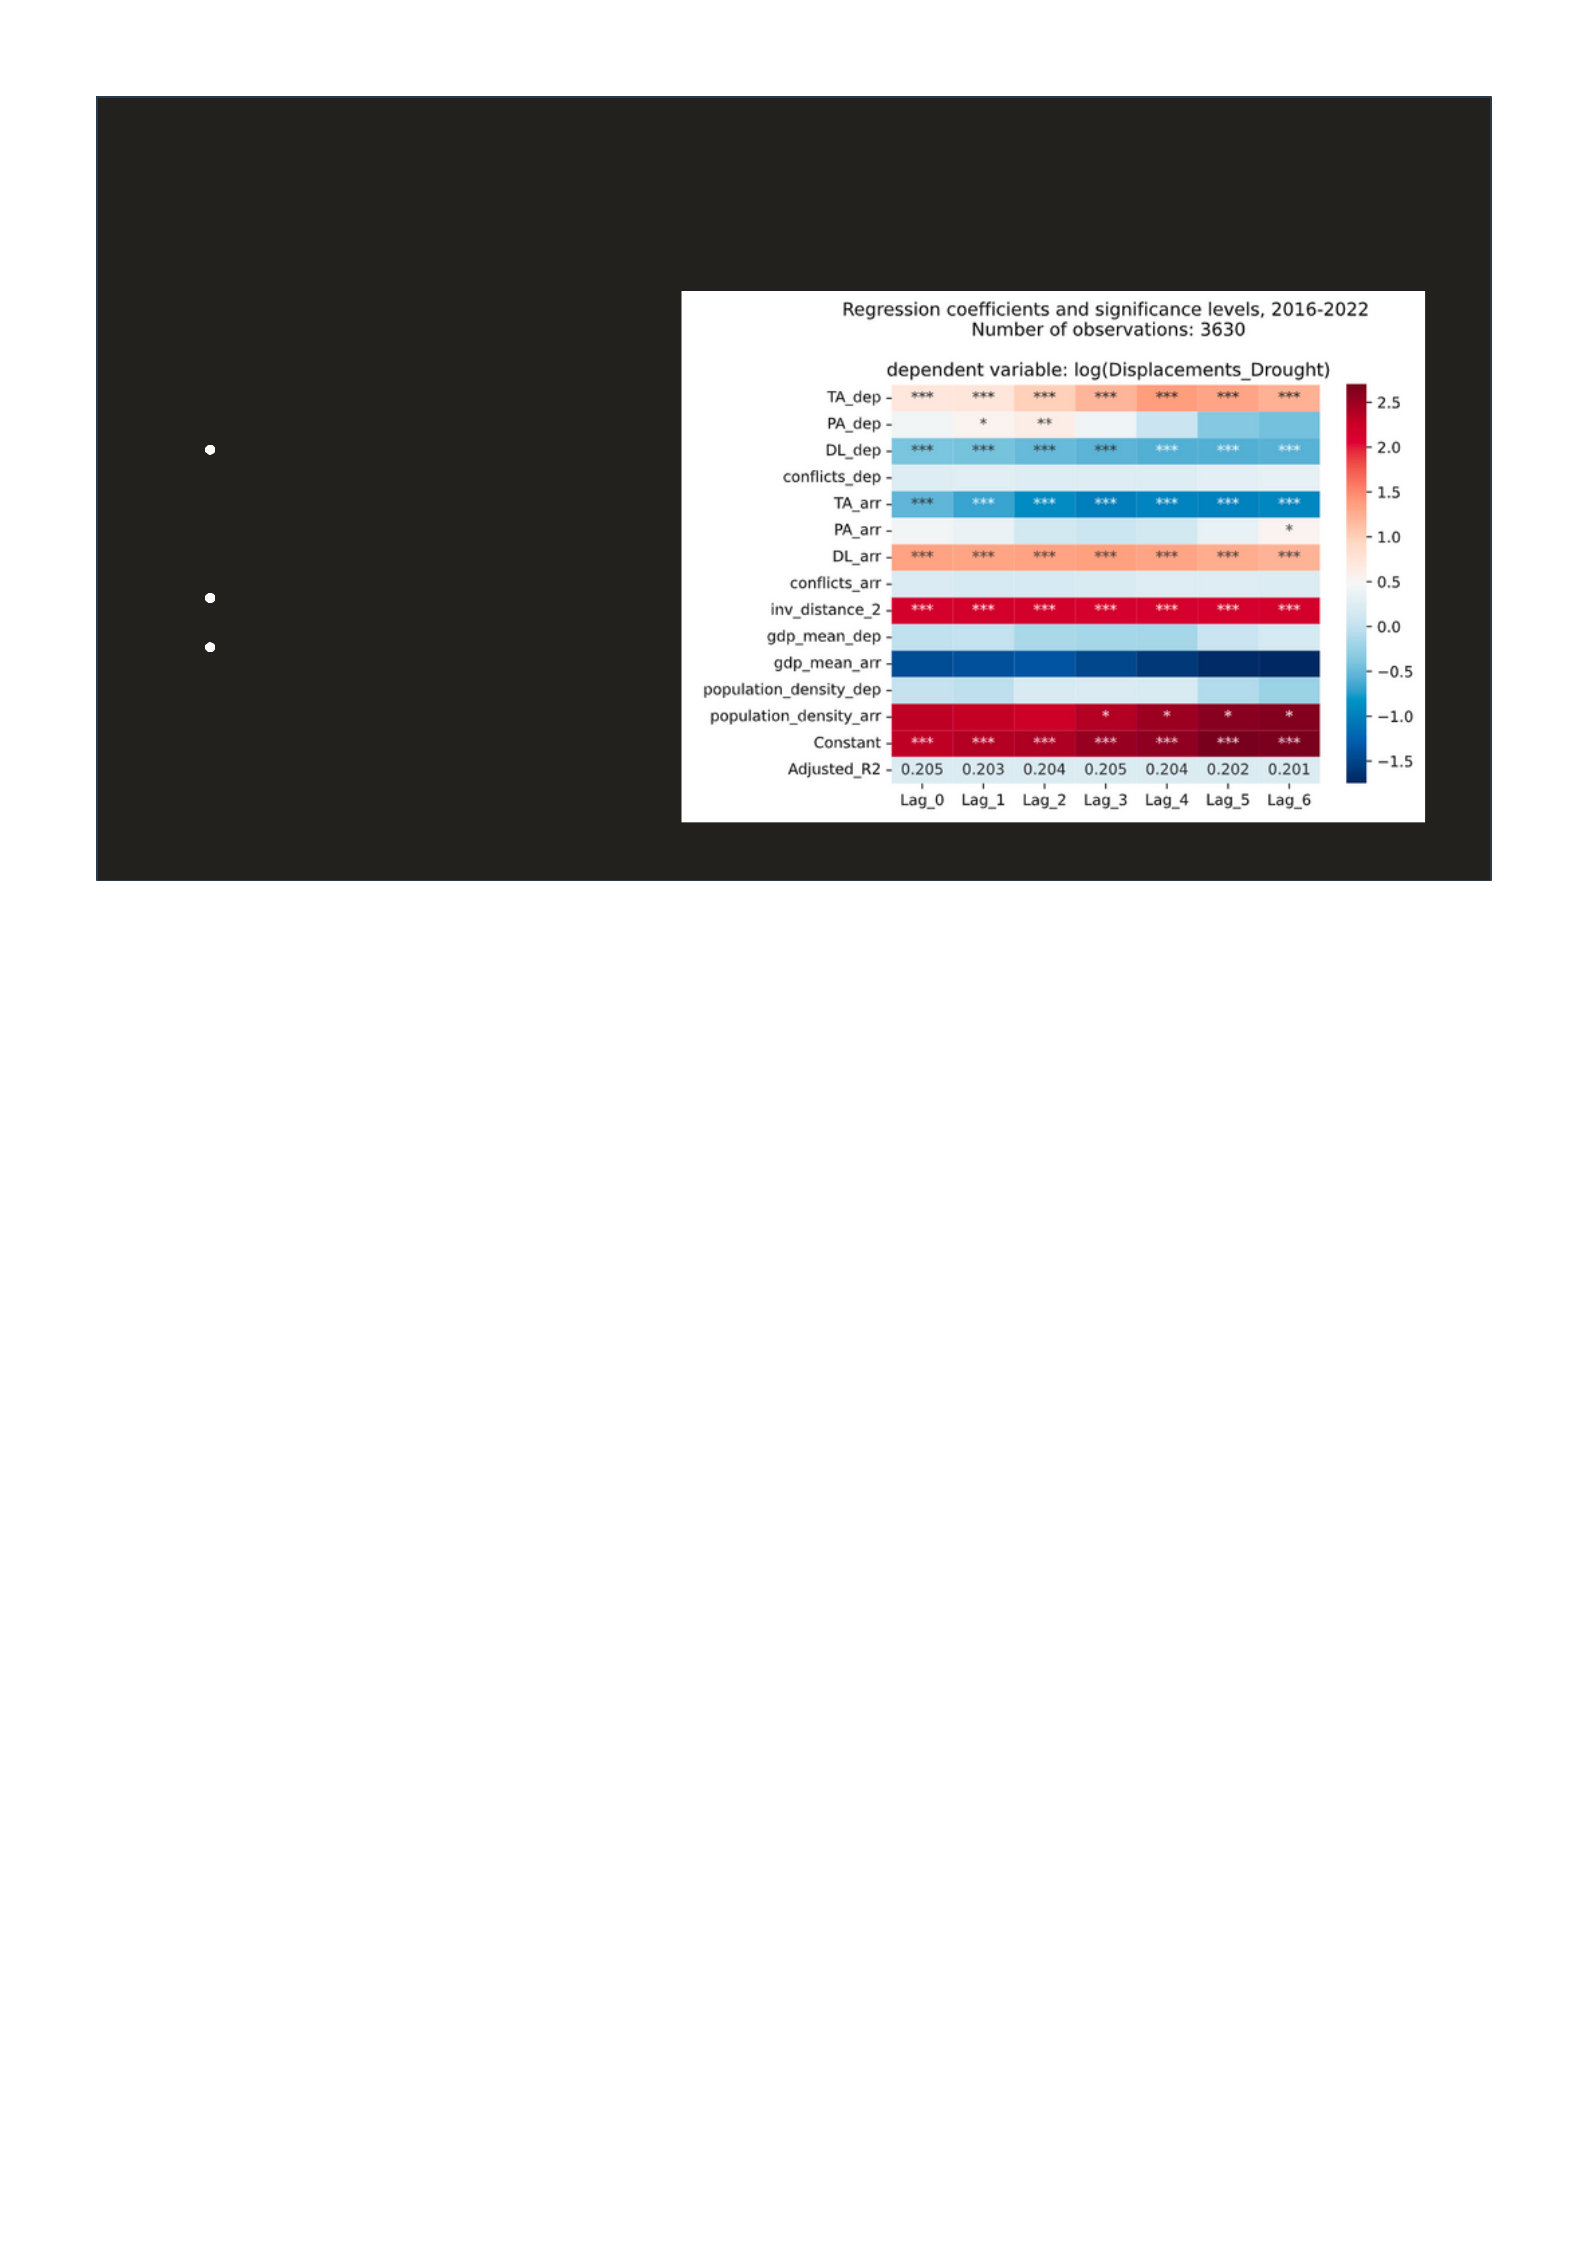 Regression coefficients and significance levels, 2016-2022
Number of observations: 3630
dependent variable: log(Displacements_Drought)
TA_dep *** *** *** *** *** *** ***
PA_dep * **
DL_dep *** *** *** *** *** *** ***
conflicts_dep
TA_arr *** *** *** *** *** *** ***
PA_arr *
DL_arr *** *** *** *** *** *** ***
conflicts_arr
inv_distance_2 *** *** *** *** *** *** ***
gdp_mean_dep
gdp_mean_arr
population_density_dep
population_density_arr * * * *
Constant *** *** *** *** *** *** ***
Adjusted_R2 0.205 0.203 0.204 0.205 0.204 0.202 0.201
Lag_0 Lag_1 Lag_2 Lag_3 Lag_4 Lag_5 Lag_6
2.5
2.0
1.5
1.0
0.5
0.0
−0.5
−1.0
−1.5